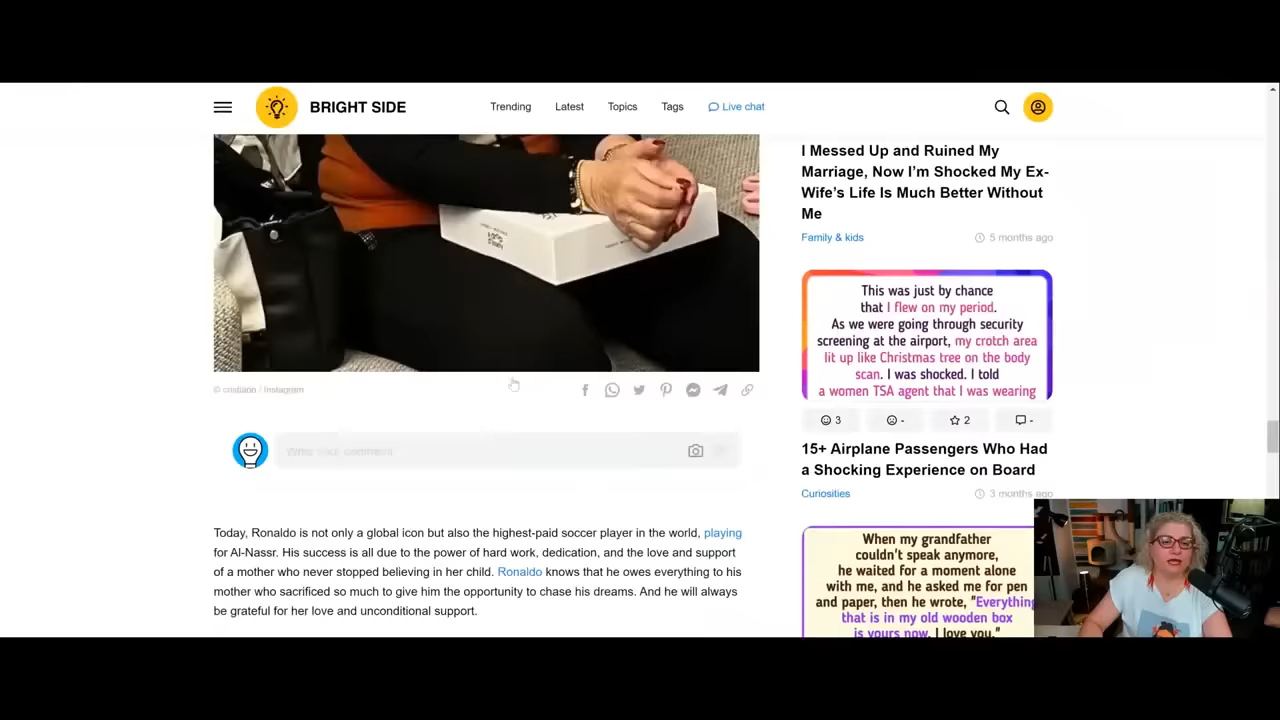 BRIGHT SIDE
Trending
Latest
Topics
Tags
Live chat
© cristiano / Instagram
Write your comment
Today, Ronaldo is not only a global icon but also the highest-paid soccer player in the world, playing
for Al-Nassr. His success is all due to the power of hard work, dedication, and the love and support
of a mother who never stopped believing in her child. Ronaldo knows that he owes everything to his
mother who sacrificed so much to give him the opportunity to chase his dreams. And he will always
be grateful for her love and unconditional support.
I Messed Up and Ruined My
Marriage, Now I’m Shocked My Ex-
Wife’s Life Is Much Better Without
Me
Family & kids
5 months ago
This was just by chance
that I flew on my period.
As we were going through security
screening at the airport, my crotch area
lit up like Christmas tree on the body
scan. I was shocked. I told
a women TSA agent that I was wearing
3
-
2
-
15+ Airplane Passengers Who Had
a Shocking Experience on Board
Curiosities
3 months ago
When my grandfather
couldn't speak anymore,
he waited for a moment alone
with me, and he asked me for pen
and paper, then he wrote, "Everything
that is in my old wooden box
is yours now. I love you."